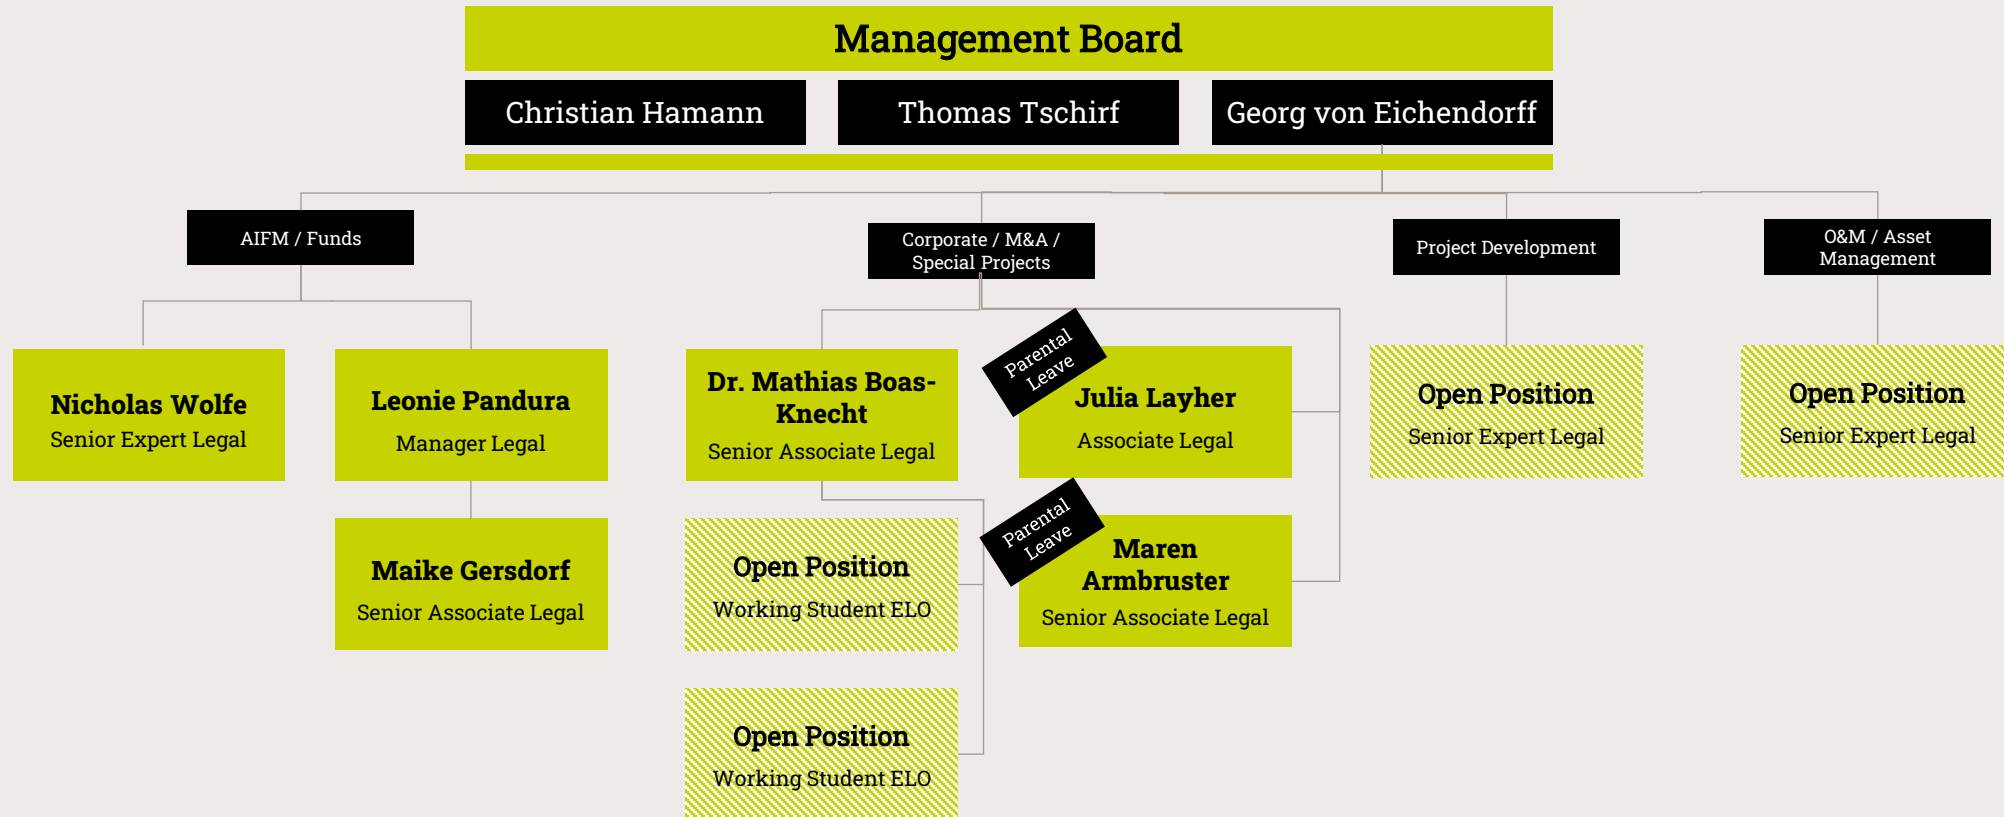 Management Board
Christian Hamann
Thomas Tschirf
Georg von Eichendorff
AIFM / Funds
Corporate / M&A /
Special Projects
Project Development
O&M / Asset
Management
Nicholas Wolfe
Senior Expert Legal
Leonie Pandura
Manager Legal
Dr. Mathias Boas-
Knecht
Senior Associate Legal
Parental
Leave
Julia Layher
Associate Legal
Open Position
Senior Expert Legal
Open Position
Senior Expert Legal
Maike Gersdorf
Senior Associate Legal
Open Position
Working Student ELO
Parental
Leave
Maren
Armbruster
Senior Associate Legal
Open Position
Working Student ELO